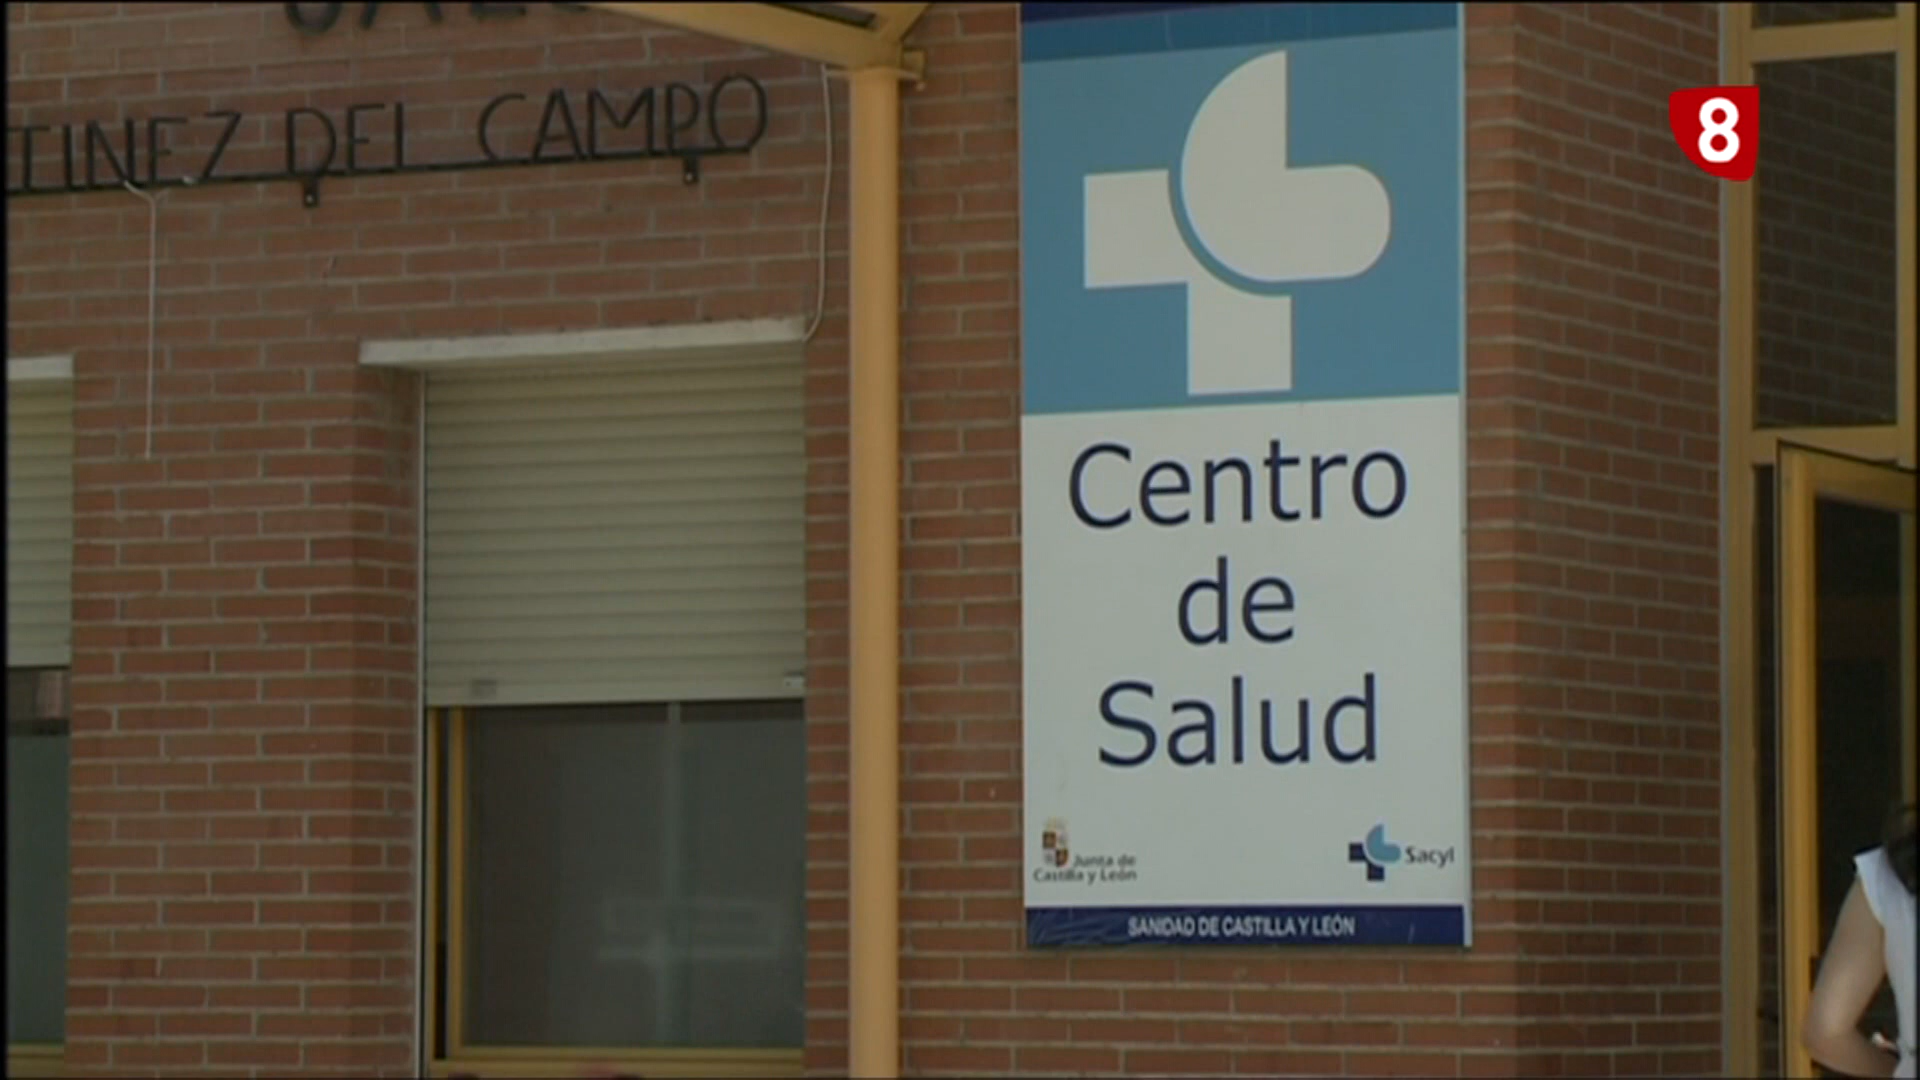 TINEZ DEL CAMPO
8
Centro
de
Salud
Junta de
Castilla y León
Sacyl
SANIDAD DE CASTILLA Y LEÓN